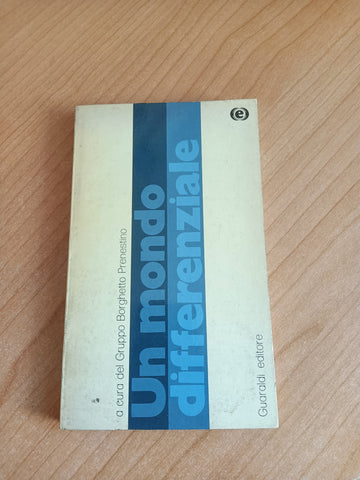 (e)
Un mondo
differenziale
a cura del Gruppo Borghetto Prenestino
Guaraldi editore